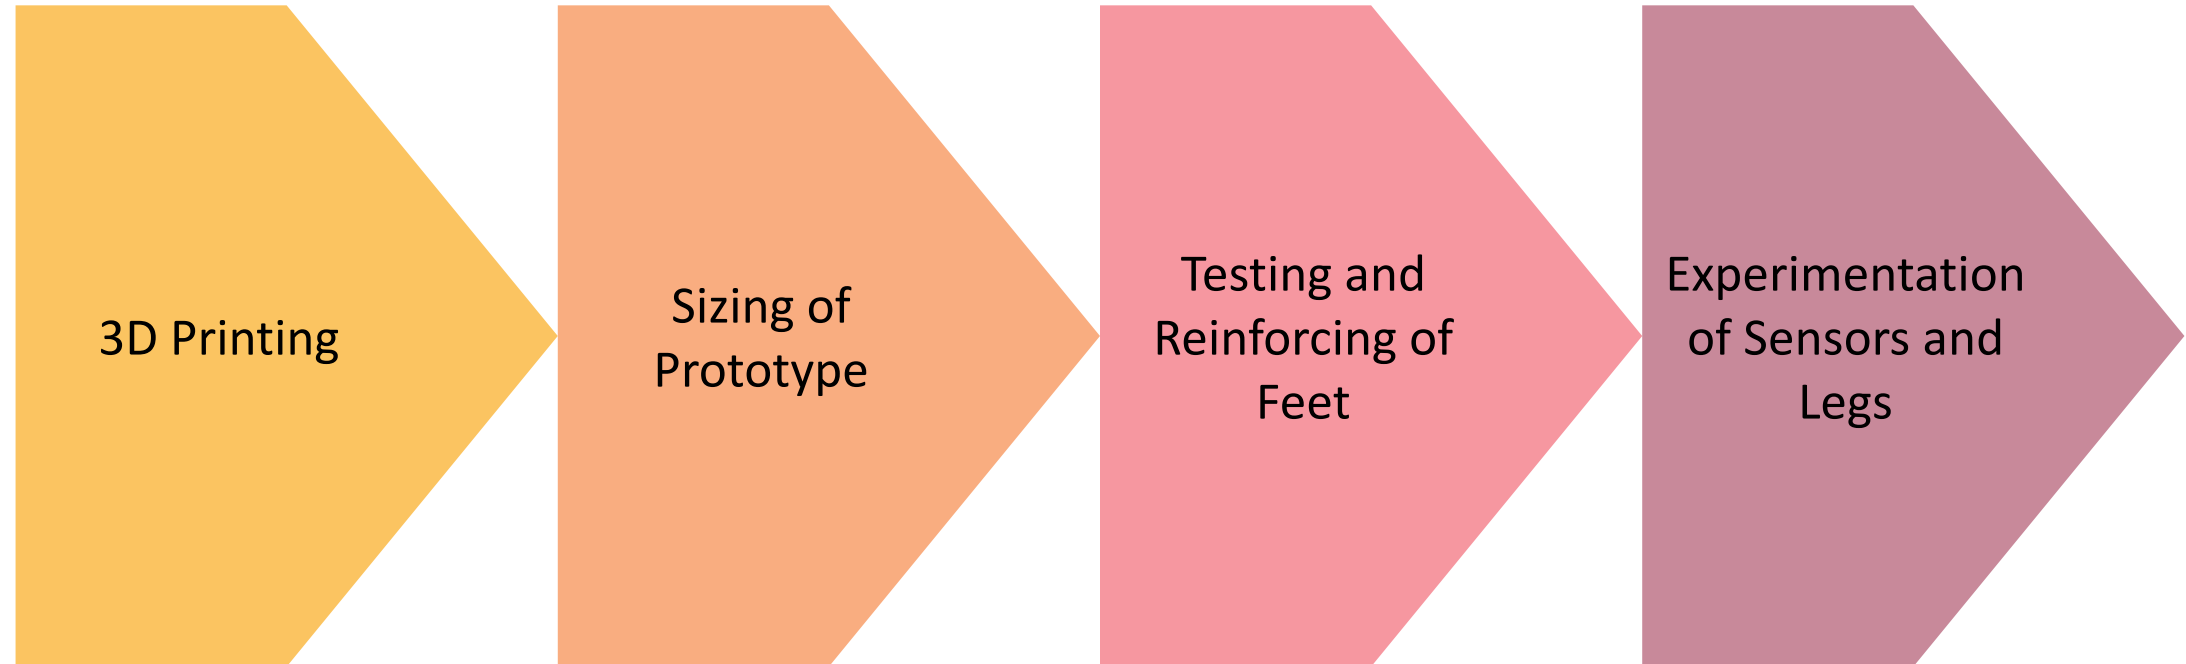 3D Printing
Sizing of
Prototype
Testing and
Reinforcing of
Feet
Experimentation
of Sensors and
Legs